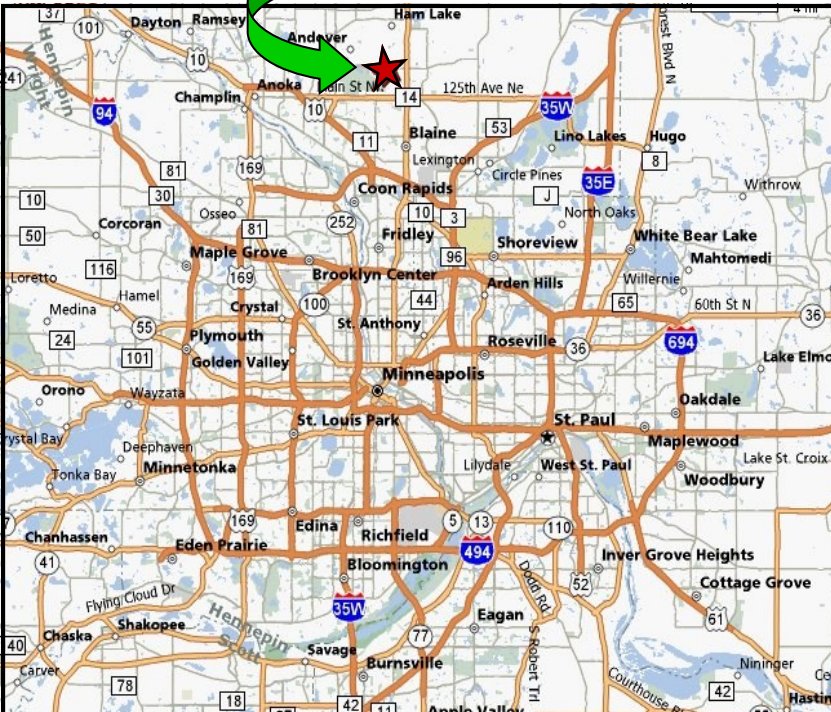 37
Ham Lake
4 mi
101
Dayton
Ramsey
Andover
Forest Blvd N
10
241
Hennepin
Wright
Anoka
Main St NW
125th Ave Ne
Champlin
10
14
35W
94
Blaine
53
Lino Lakes
Hugo
11
Lexington
8
169
81
Circle Pines
35E
Withrow
30
Coon Rapids
J
10
Osseo
10
3
North Oaks
Corcoran
252
50
81
Fridley
Shoreview
White Bear Lake
Maple Grove
96
Mahtomedi
116
169
Brooklyn Center
Arden Hills
Willernie
Loretto
Hamel
Crystal
100
44
65
60th St N
Medina
55
St. Anthony
36
24
Plymouth
Roseville
694
101
Golden Valley
36
Lake Elmo
Minneapolis
Orono
Wayzata
Oakdale
St. Louis Park
St. Paul
Crystal Bay
Deephaven
Maplewood
Minnetonka
Lilydale
West St. Paul
Lake St. Croix
Tonka Bay
Woodbury
7
169
Edina
5
13
110
Chanhassen
Richfield
Eden Prairie
494
Inver Grove Heights
41
Bloomington
52
Flying Cloud Dr
Dodd Rd
Cottage Grove
Hennepin
Scott
35W
61
Shakopee
Eagan
40
Chaska
77
S Robert Trl
Savage
Carver
Burnsville
Nininger
78
18
42
11
Apple Valley
Courthouse
42